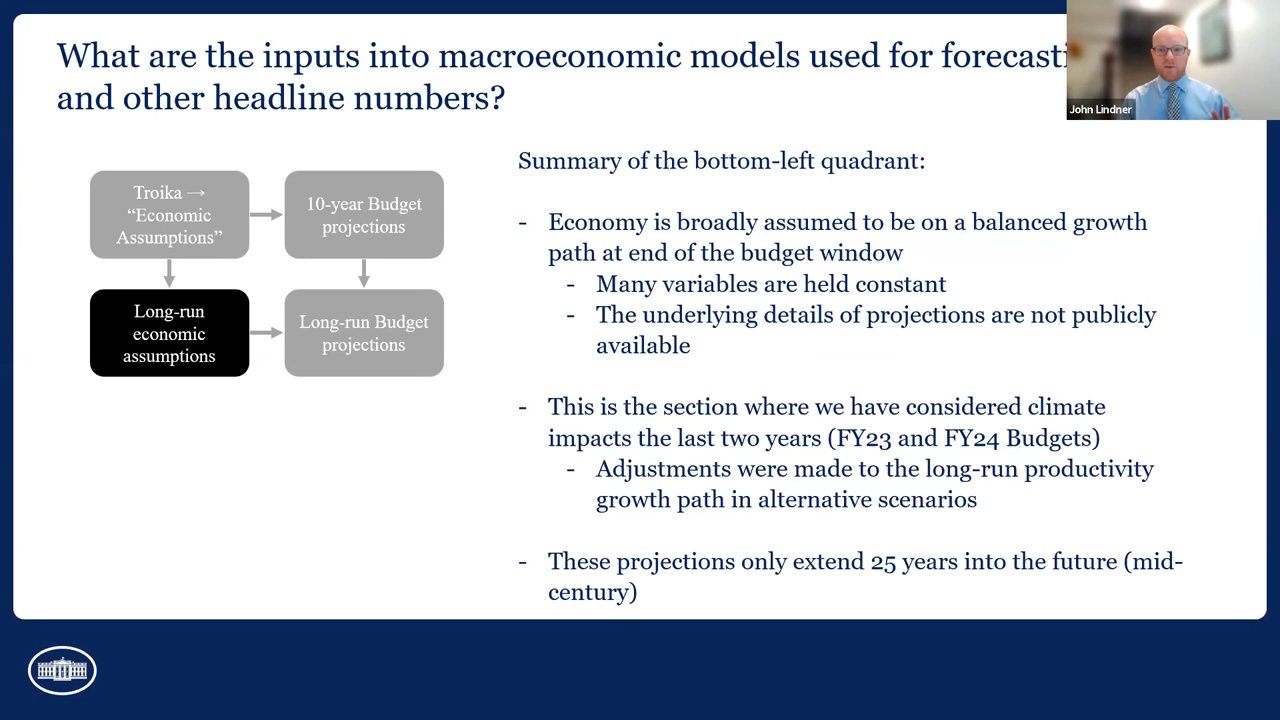 What are the inputs into macroeconomic models used for forecasti
and other headline numbers?
John Lindner
Troika →
“Economic
Assumptions”
10-year Budget
projections
Long-run
economic
assumptions
Long-run Budget
projections
Summary of the bottom-left quadrant:
- Economy is broadly assumed to be on a balanced growth
path at end of the budget window
- Many variables are held constant
- The underlying details of projections are not publicly
available
- This is the section where we have considered climate
impacts the last two years (FY23 and FY24 Budgets)
- Adjustments were made to the long-run productivity
growth path in alternative scenarios
- These projections only extend 25 years into the future (mid-
century)